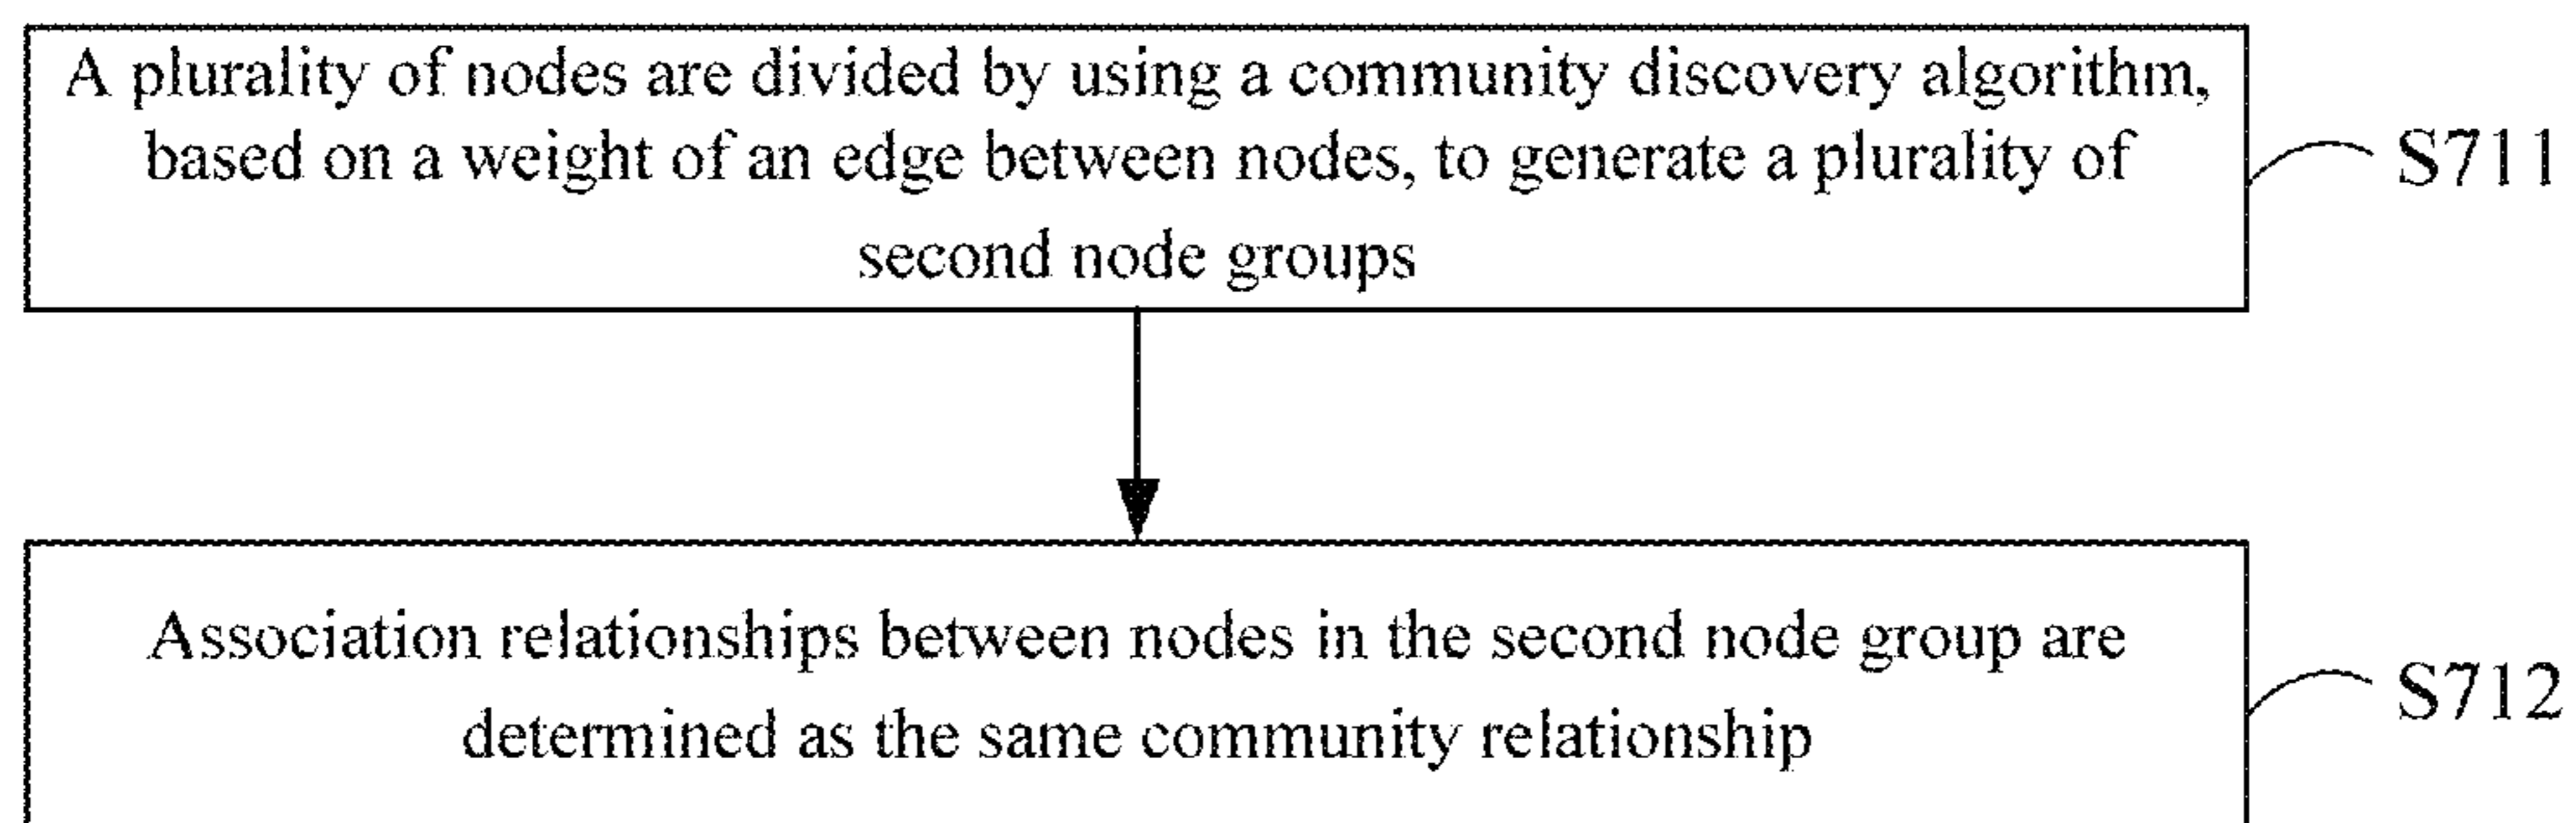 A plurality of nodes are divided by using a community discovery algorithm,
based on a weight of an edge between nodes, to generate a plurality of
second node groups
S711
Association relationships between nodes in the second node group are
determined as the same community relationship
S712